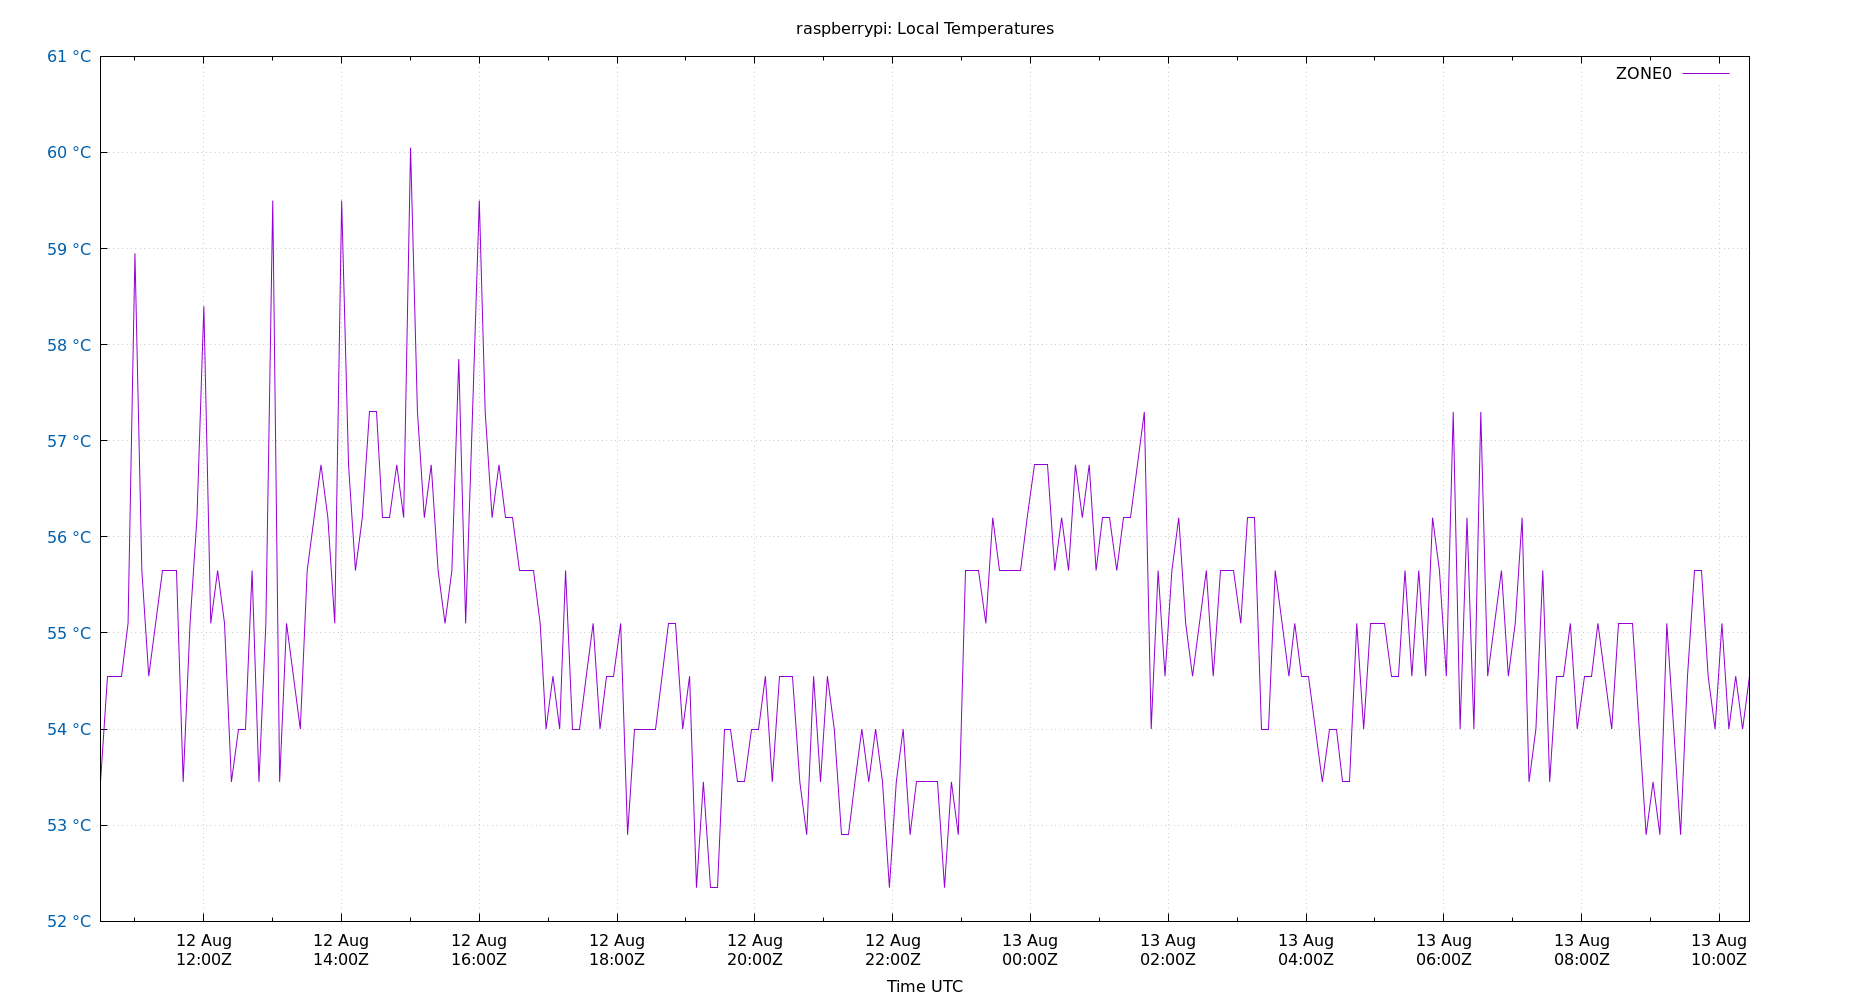 raspberrypi: Local Temperatures
61 °C
ZONE0
60 °C
59 °C
58 °C
57 °C
56 °C
55 °C
54 °C
53 °C
52 °C
12 Aug 12 Aug 12 Aug 12 Aug 12 Aug 12 Aug 13 Aug 13 Aug 13 Aug 13 Aug 13 Aug 13 Aug
12:00Z 14:00Z 16:00Z 18:00Z 20:00Z 22:00Z 00:00Z 02:00Z 04:00Z 06:00Z 08:00Z 10:00Z
Time UTC